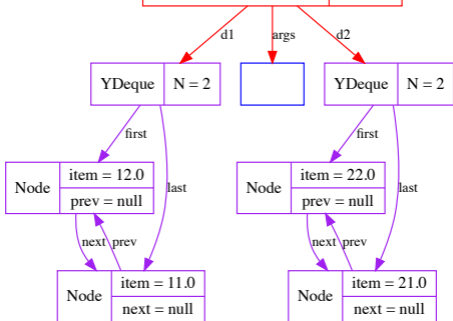 d1 args d2
YDeque N = 2
YDeque N = 2
first
last
first
last
Node item = 12.0
prev = null
Node item = 22.0
prev = null
next prev
next prev
Node item = 11.0
next = null
Node item = 21.0
next = null